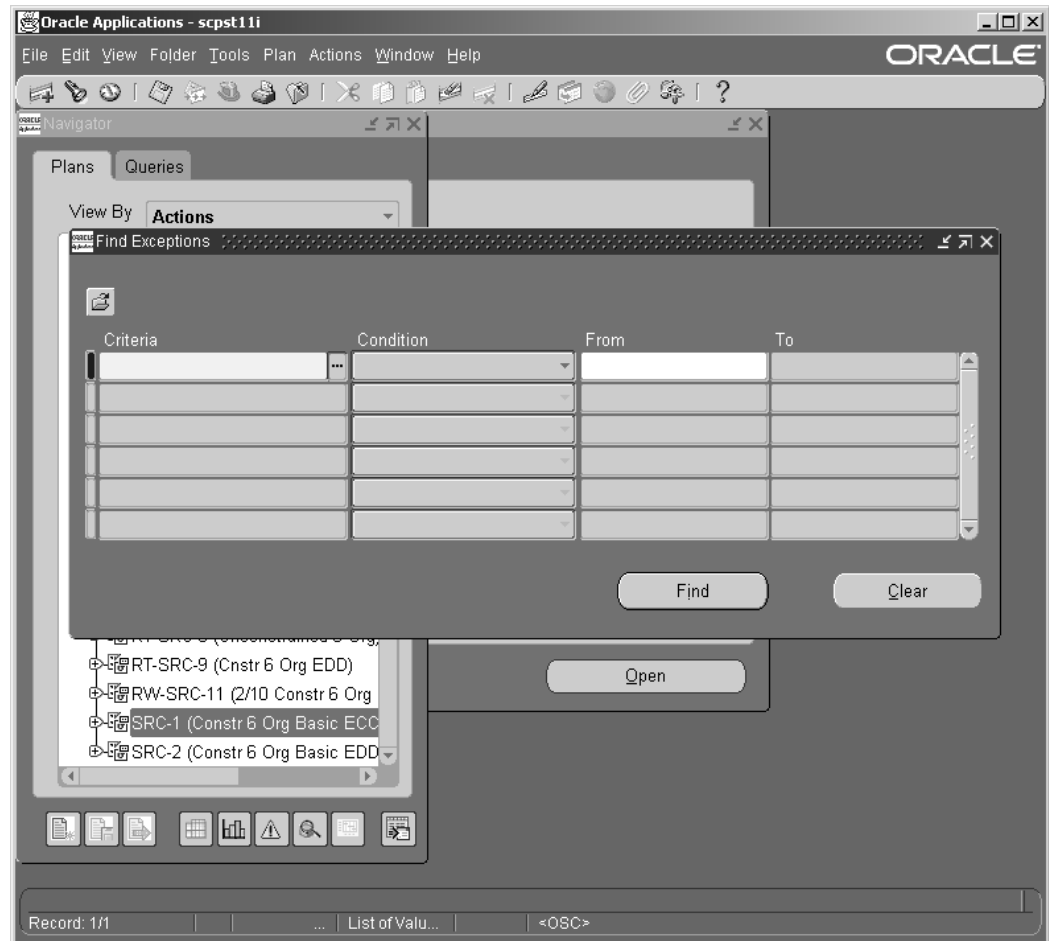 Oracle Applications - scpst11i
File Edit View Folder Tools Plan Actions Window Help
ORACLE
Navigator
Plans Queries
View By Actions
Find Exceptions
Criteria Condition From To
Find Clear
RT-SRC-9 (Cnstr 6 Org EDD)
RW-SRC-11 (2/10 Constr 6 Org
SRC-1 (Constr 6 Org Basic ECC
SRC-2 (Constr 6 Org Basic EDD
Open
Record: 1/1 ... List of Valu... <OSC>